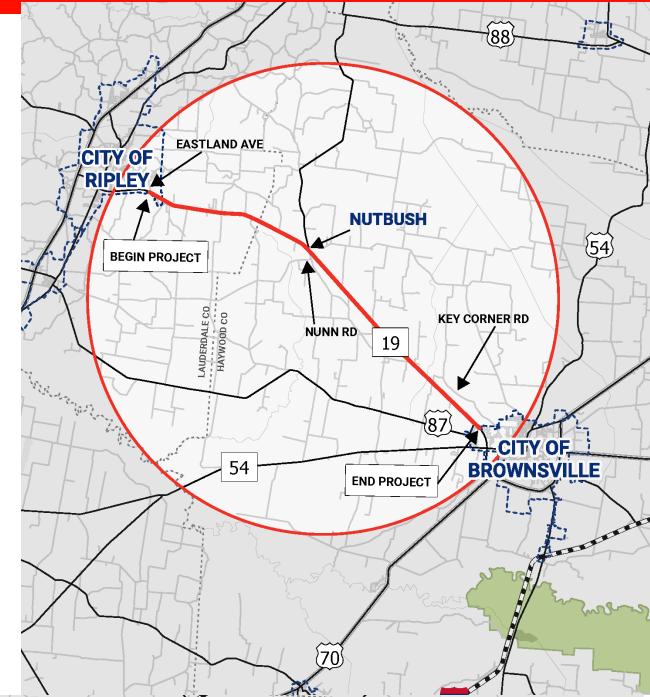 88
EASTLAND AVE
CITY OF
RIPLEY
NUTBUSH
54
BEGIN PROJECT
LAUDERDALE CO
HAYWOOD CO
NUNN RD
KEY CORNER RD
19
87
CITY OF
BROWNSVILLE
54
END PROJECT
70